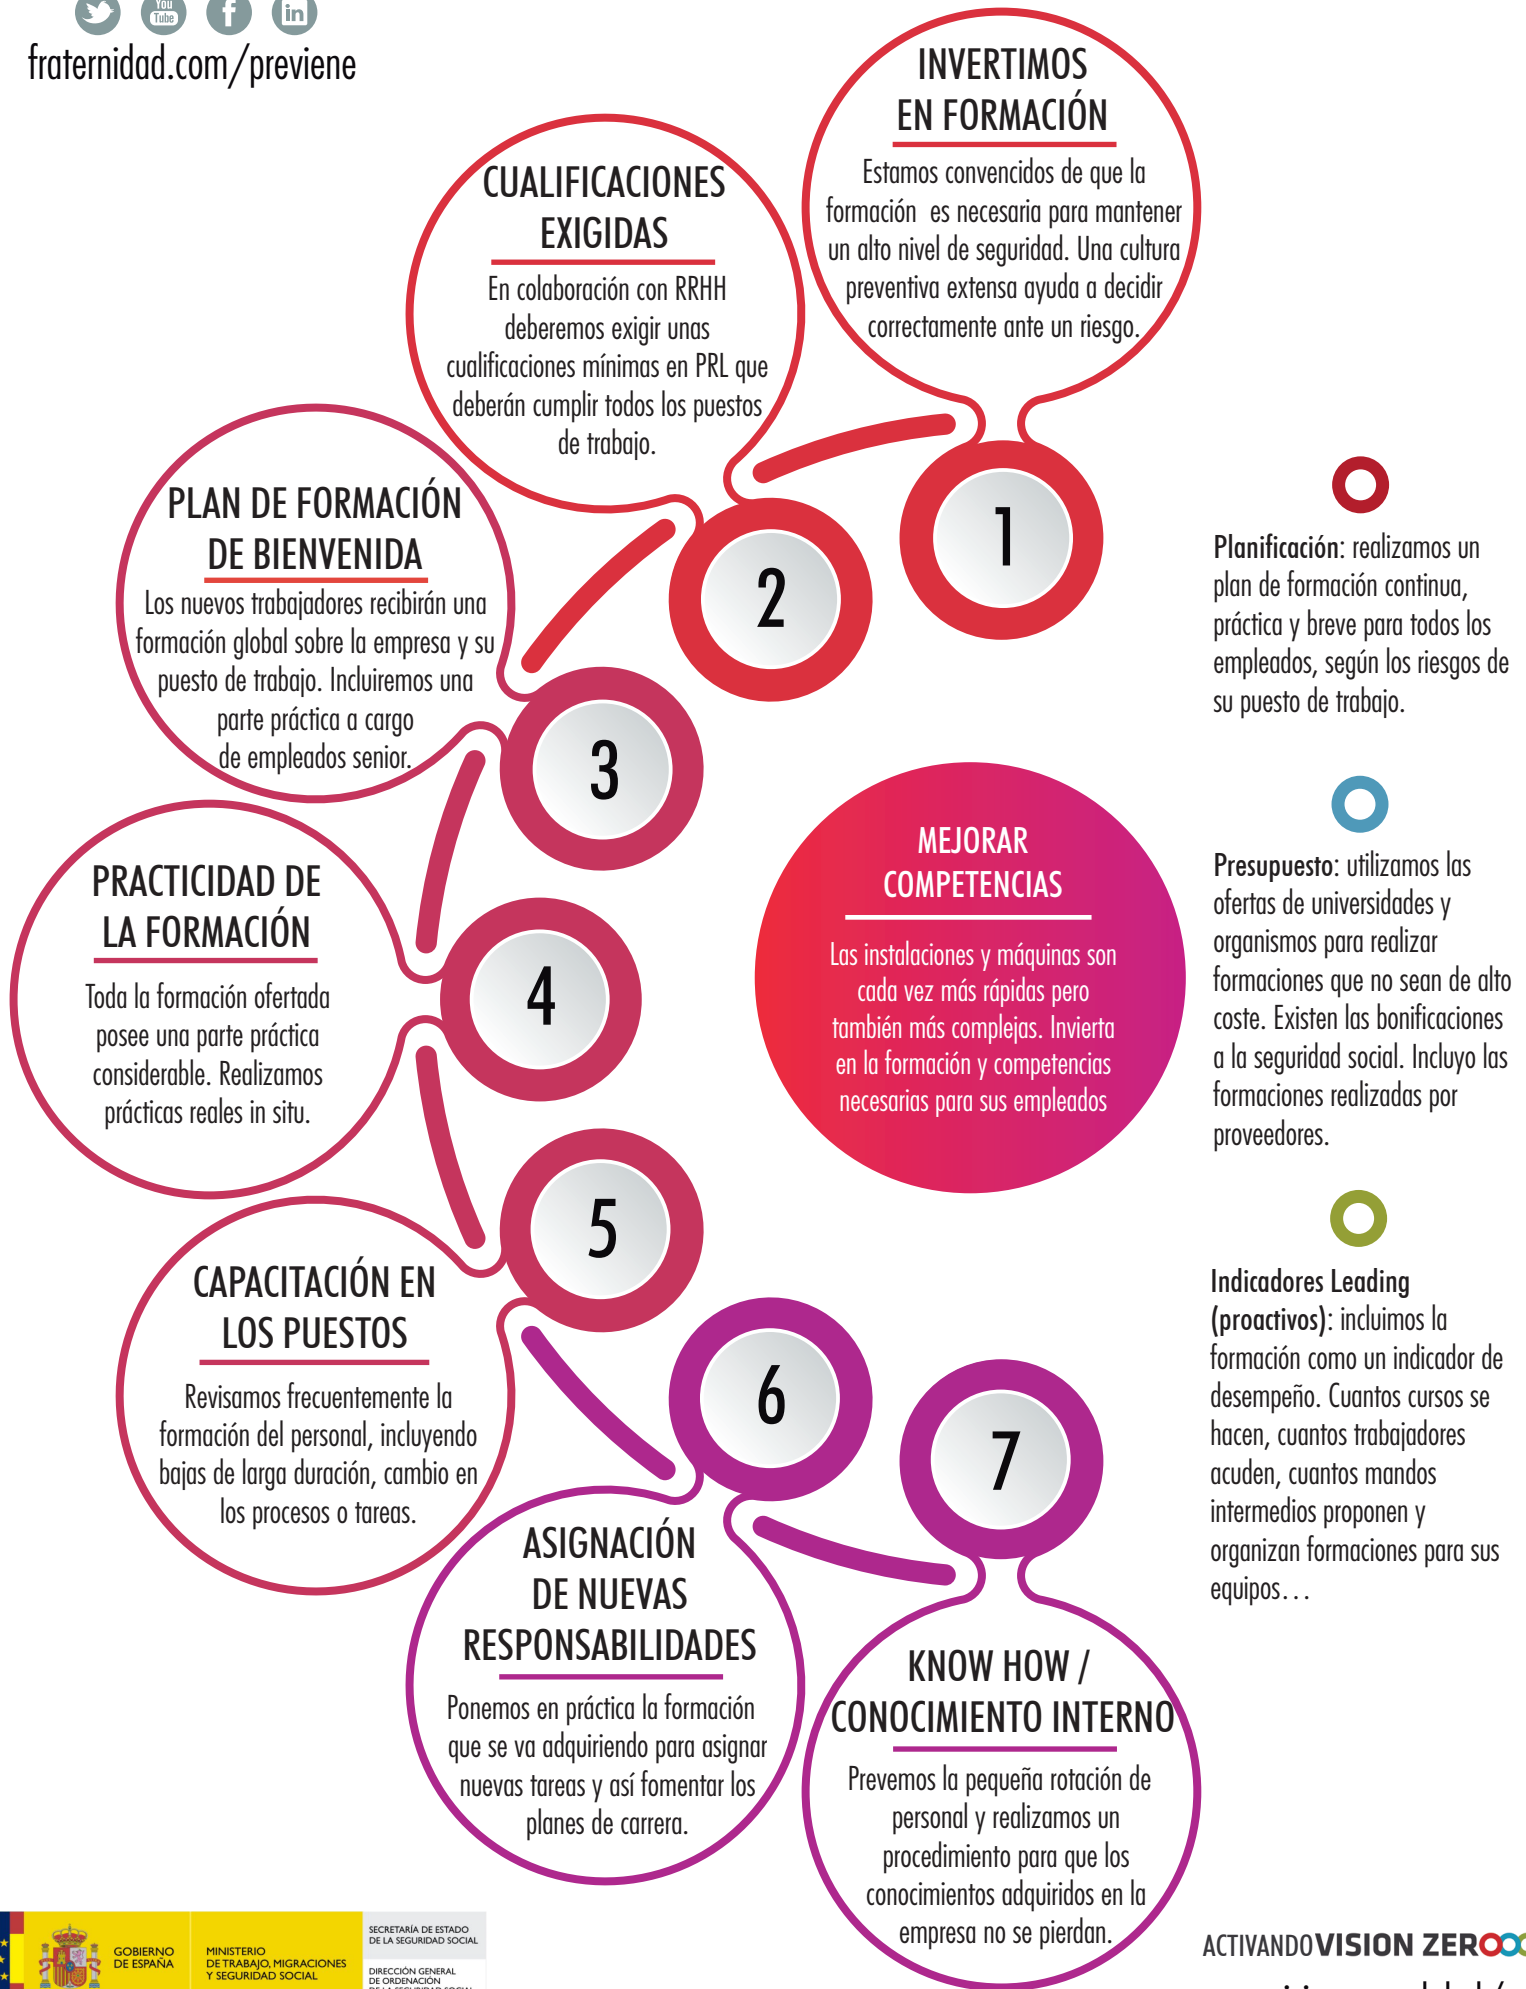 You
Tube
f
in
fraternidad.com/previene
INVERTIMOS
EN FORMACIÓN
Estamos convencidos de que la
formación es necesaria para mantener
un alto nivel de seguridad. Una cultura
preventiva extensa ayuda a decidir
correctamente ante un riesgo.
1
CUALIFICACIONES
EXIGIDAS
En colaboración con RRHH
deberemos exigir unas
cualificaciones mínimas en PRL que
deberán cumplir todos los puestos
de trabajo.
2
PLAN DE FORMACIÓN
DE BIENVENIDA
Los nuevos trabajadores recibirán una
formación global sobre la empresa y su
puesto de trabajo. Incluiremos una
parte práctica a cargo
de empleados senior.
3
PRACTICIDAD DE
LA FORMACIÓN
Toda la formación ofertada
posee una parte práctica
considerable. Realizamos
prácticas reales in situ.
4
CAPACITACIÓN EN
LOS PUESTOS
Revisamos frecuentemente la
formación del personal, incluyendo
bajas de larga duración, cambio en
los procesos o tareas.
5
ASIGNACIÓN
DE NUEVAS
RESPONSABILIDADES
Ponemos en práctica la formación
que se va adquiriendo para asignar
nuevas tareas y así fomentar los
planes de carrera.
6
KNOW HOW /
CONOCIMIENTO INTERNO
Prevemos la pequeña rotación de
personal y realizamos un
procedimiento para que los
conocimientos adquiridos en la
empresa no se pierdan.
7
MEJORAR
COMPETENCIAS
Las instalaciones y máquinas son
cada vez más rápidas pero
también más complejas. Invierta
en la formación y competencias
necesarias para sus empleados
Planificación: realizamos un
plan de formación continua,
práctica y breve para todos los
empleados, según los riesgos de
su puesto de trabajo.
Presupuesto: utilizamos las
ofertas de universidades y
organismos para realizar
formaciones que no sean de alto
coste. Existen las bonificaciones
a la seguridad social. Incluyo las
formaciones realizadas por
proveedores.
Indicadores Leading
(proactivos): incluimos la
formación como un indicador de
desempeño. Cuantos cursos se
hacen, cuantos trabajadores
acuden, cuantos mandos
intermedios proponen y
organizan formaciones para sus
equipos...
GOBIERNO
DE ESPAÑA
MINISTERIO
DE TRABAJO, MIGRACIONES
Y SEGURIDAD SOCIAL
SECRETARÍA DE ESTADO
DE LA SEGURIDAD SOCIAL
DIRECCIÓN GENERAL
DE ORDENACIÓN
DE LA SEGURIDAD SOCIAL
ACTIVANDO VISION ZERO